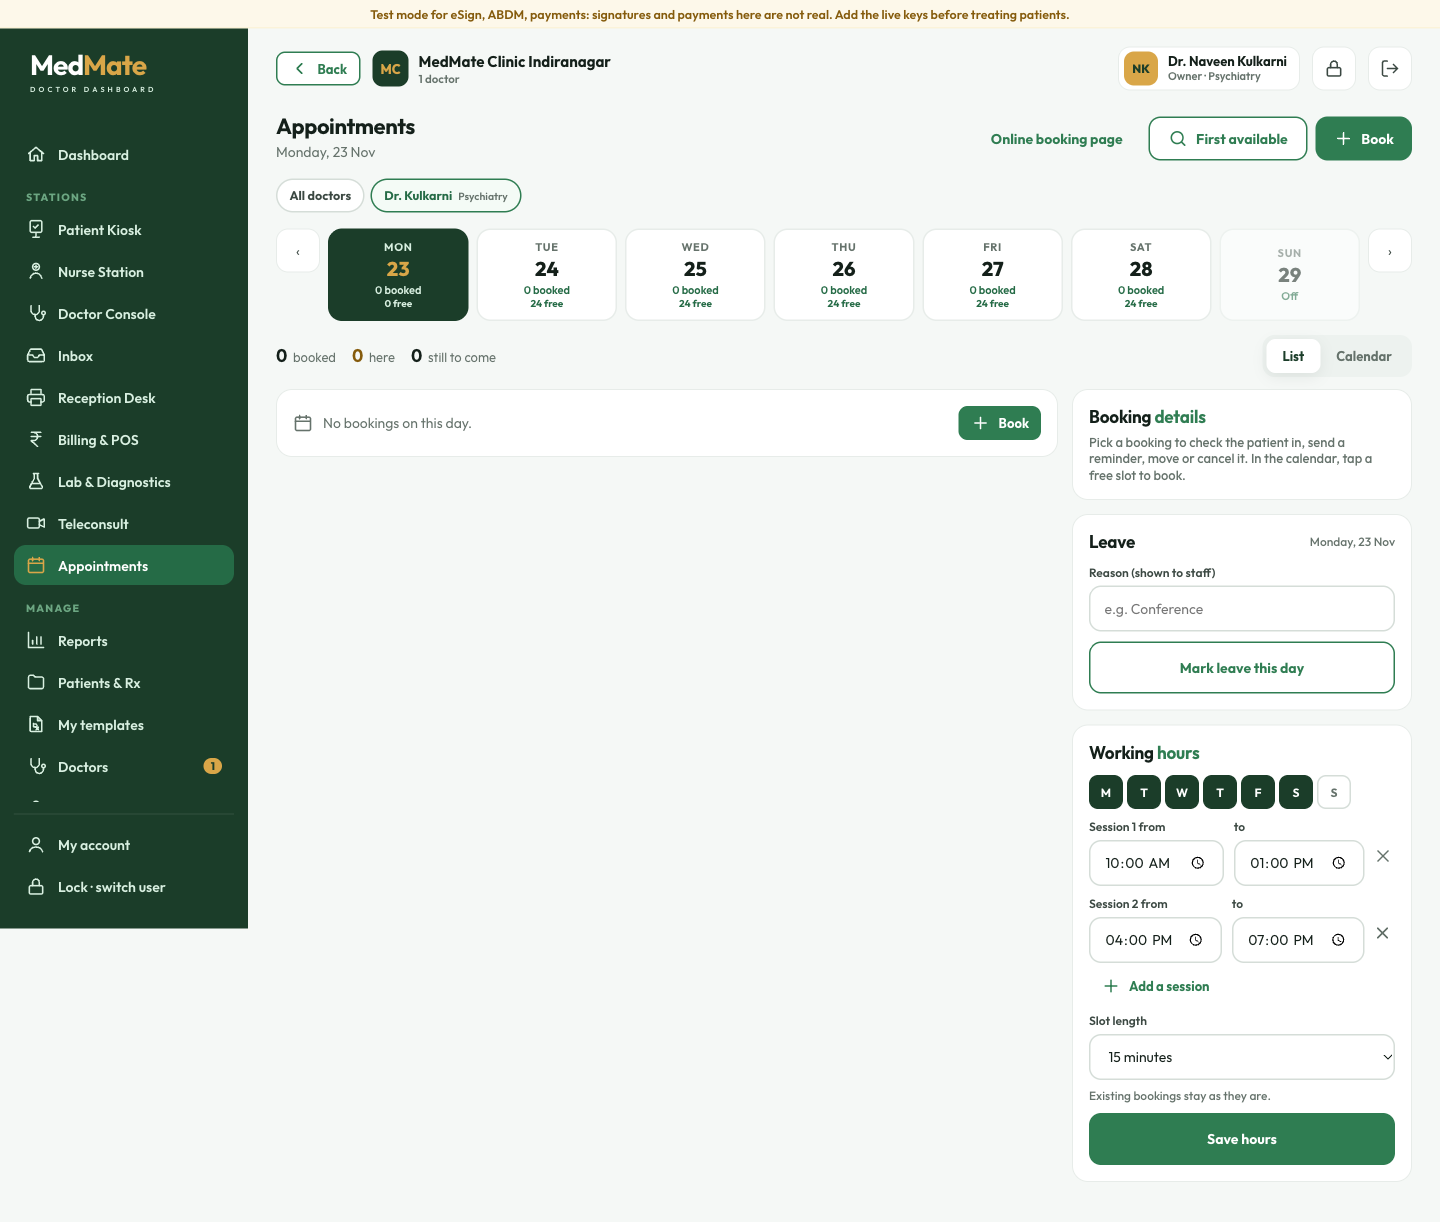 Test mode for eSign, ABDM, payments: signatures and payments here are not real. Add the live keys before treating patients.
MedMate
DOCTOR DASHBOARD
Back
MC
MedMate Clinic Indiranagar
1 doctor
NK
Dr. Naveen Kulkarni
Owner · Psychiatry
Dashboard
STATIONS
Patient Kiosk
Nurse Station
Doctor Console
Inbox
Reception Desk
Billing & POS
Lab & Diagnostics
Teleconsult
Appointments
MANAGE
Reports
Patients & Rx
My templates
Doctors 1
My account
Lock · switch user
Appointments
Monday, 23 Nov
Online booking page
First available
Book
All doctors
Dr. Kulkarni Psychiatry
‹
MON
23
0 booked
0 free
TUE
24
0 booked
24 free
WED
25
0 booked
24 free
THU
26
0 booked
24 free
FRI
27
0 booked
24 free
SAT
28
0 booked
24 free
SUN
29
Off
›
0 booked 0 here 0 still to come
List
Calendar
No bookings on this day.
Book
Booking details
Pick a booking to check the patient in, send a
reminder, move or cancel it. In the calendar, tap a
free slot to book.
Leave
Monday, 23 Nov
Reason (shown to staff)
e.g. Conference
Mark leave this day
Working hours
M T W T F S S
Session 1 from to
10:00 AM 01:00 PM
Session 2 from to
04:00 PM 07:00 PM
Add a session
Slot length
15 minutes
Existing bookings stay as they are.
Save hours